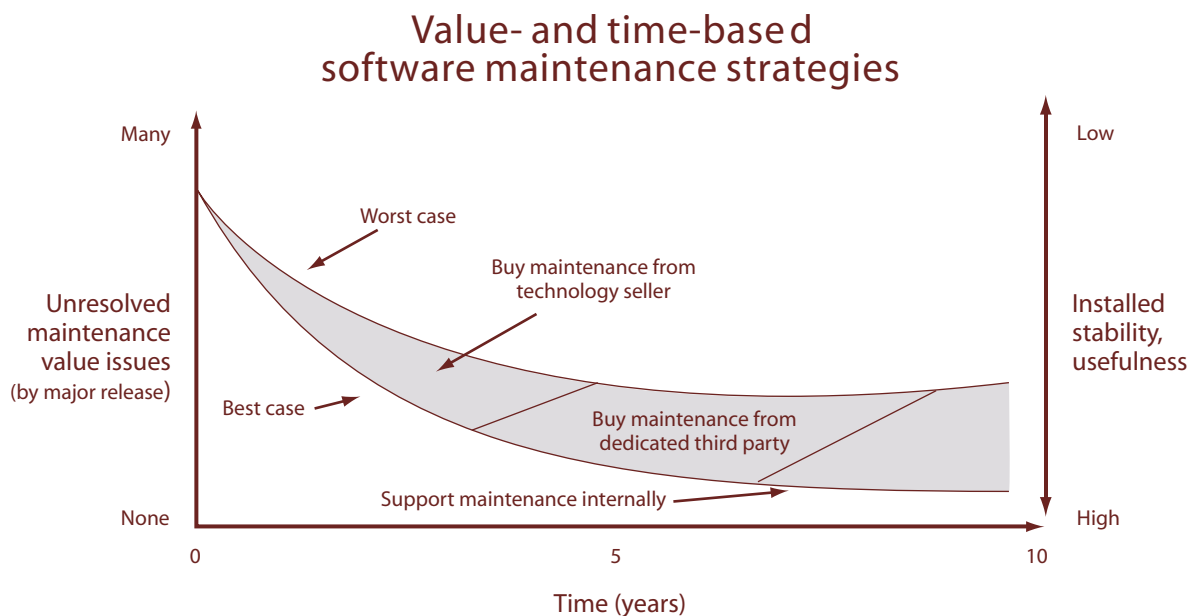 Value- and time-based
software maintenance strategies
Many
Low
Worst case
Buy maintenance from
technology seller
Unresolved
maintenance
value issues
(by major release)
Installed
stability,
usefulness
Best case
Buy maintenance from
dedicated third party
Support maintenance internally
None
High
0
5
10
Time (years)